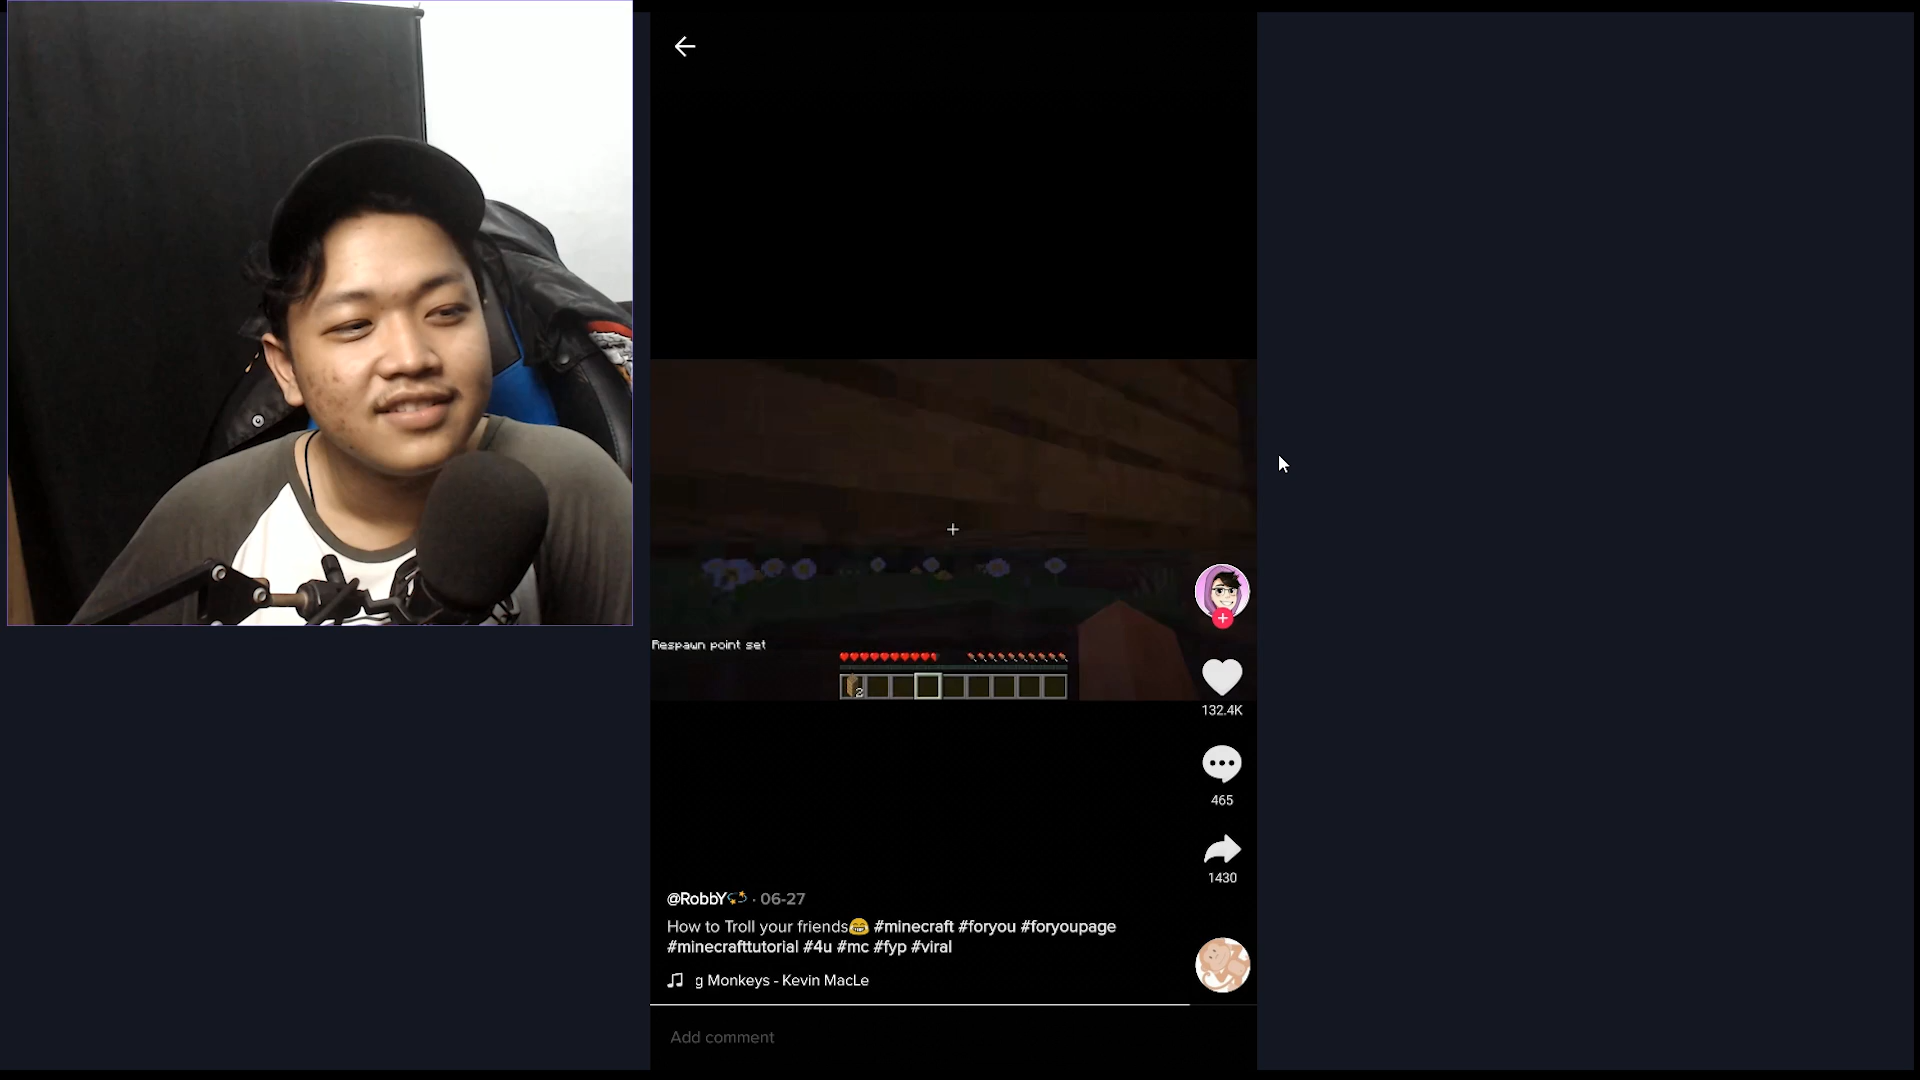 Respawn point set
2
132.4K
465
1430
@RobbY💫 · 06-27
How to Troll your friends😂 #minecraft #foryou #foryoupage
#minecrafttutorial #4u #mc #fyp #viral
g Monkeys - Kevin MacLe
Add comment